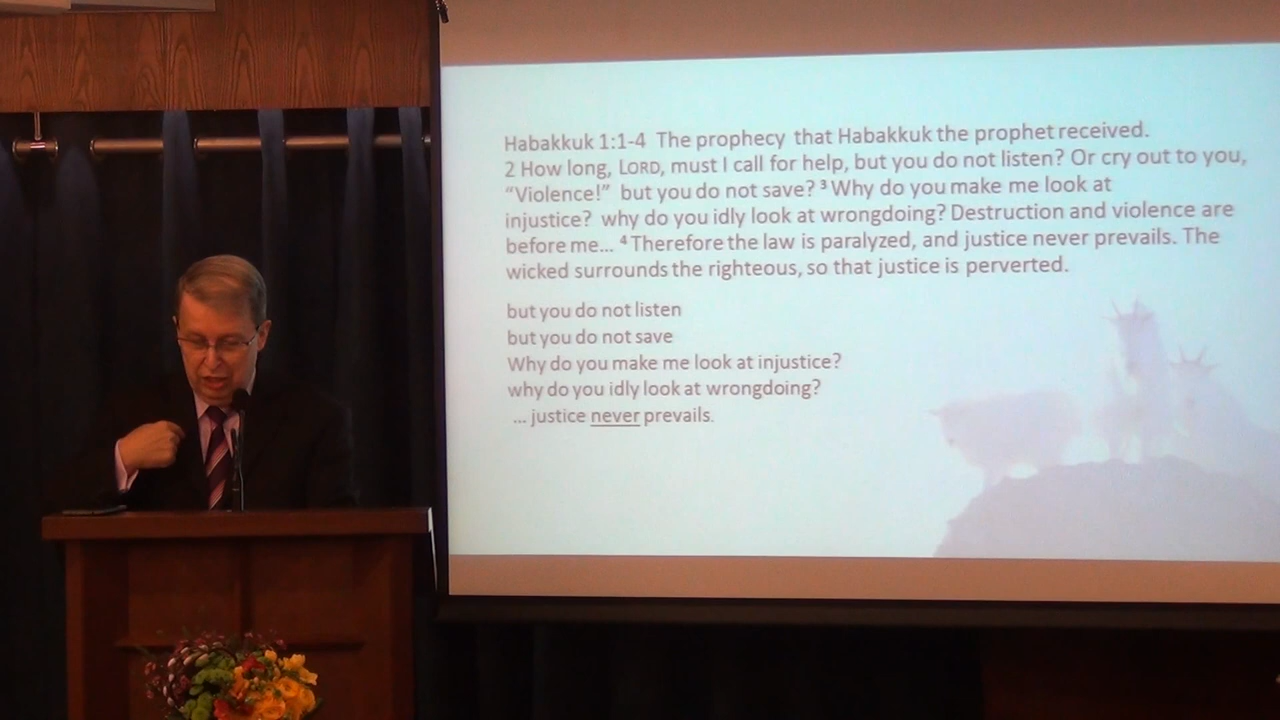 Habakkuk 1:1-4 The prophecy that Habakkuk the prophet received.
2 How long, LORD, must I call for help, but you do not listen? Or cry out to you,
“Violence!” but you do not save? ³ Why do you make me look at
injustice? why do you idly look at wrongdoing? Destruction and violence are
before me... ⁴ Therefore the law is paralyzed, and justice never prevails. The
wicked surrounds the righteous, so that justice is perverted.
but you do not listen
but you do not save
Why do you make me look at injustice?
why do you idly look at wrongdoing?
... justice never prevails.